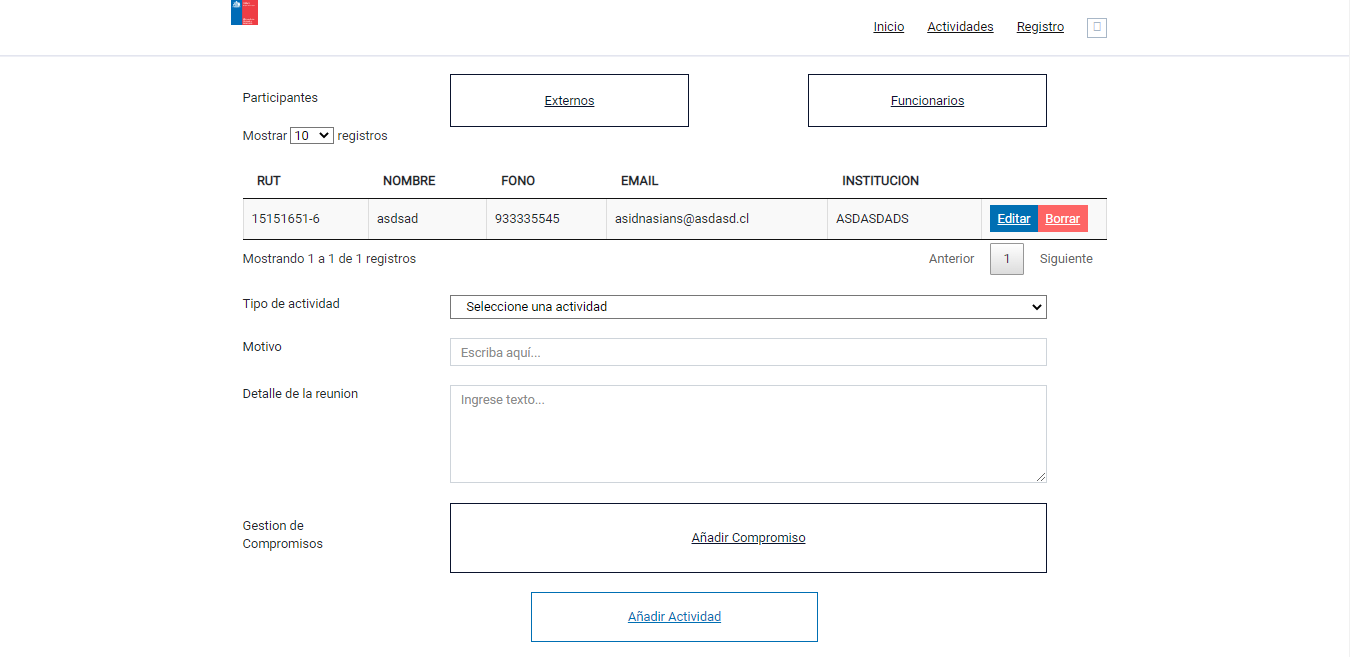 Inicio Actividades Registro
Participantes Externos Funcionarios
Mostrar 10 registros
RUT NOMBRE FONO EMAIL INSTITUCION
15151651-6 asdsad 933335545 asidnasians@asdasd.cl ASDASDADS Editar Borrar
Mostrando 1 a 1 de 1 registros Anterior 1 Siguiente
Tipo de actividad Seleccione una actividad
Motivo Escriba aquí...
Detalle de la reunion Ingrese texto...
Gestion de
Compromisos
Añadir Compromiso
Añadir Actividad